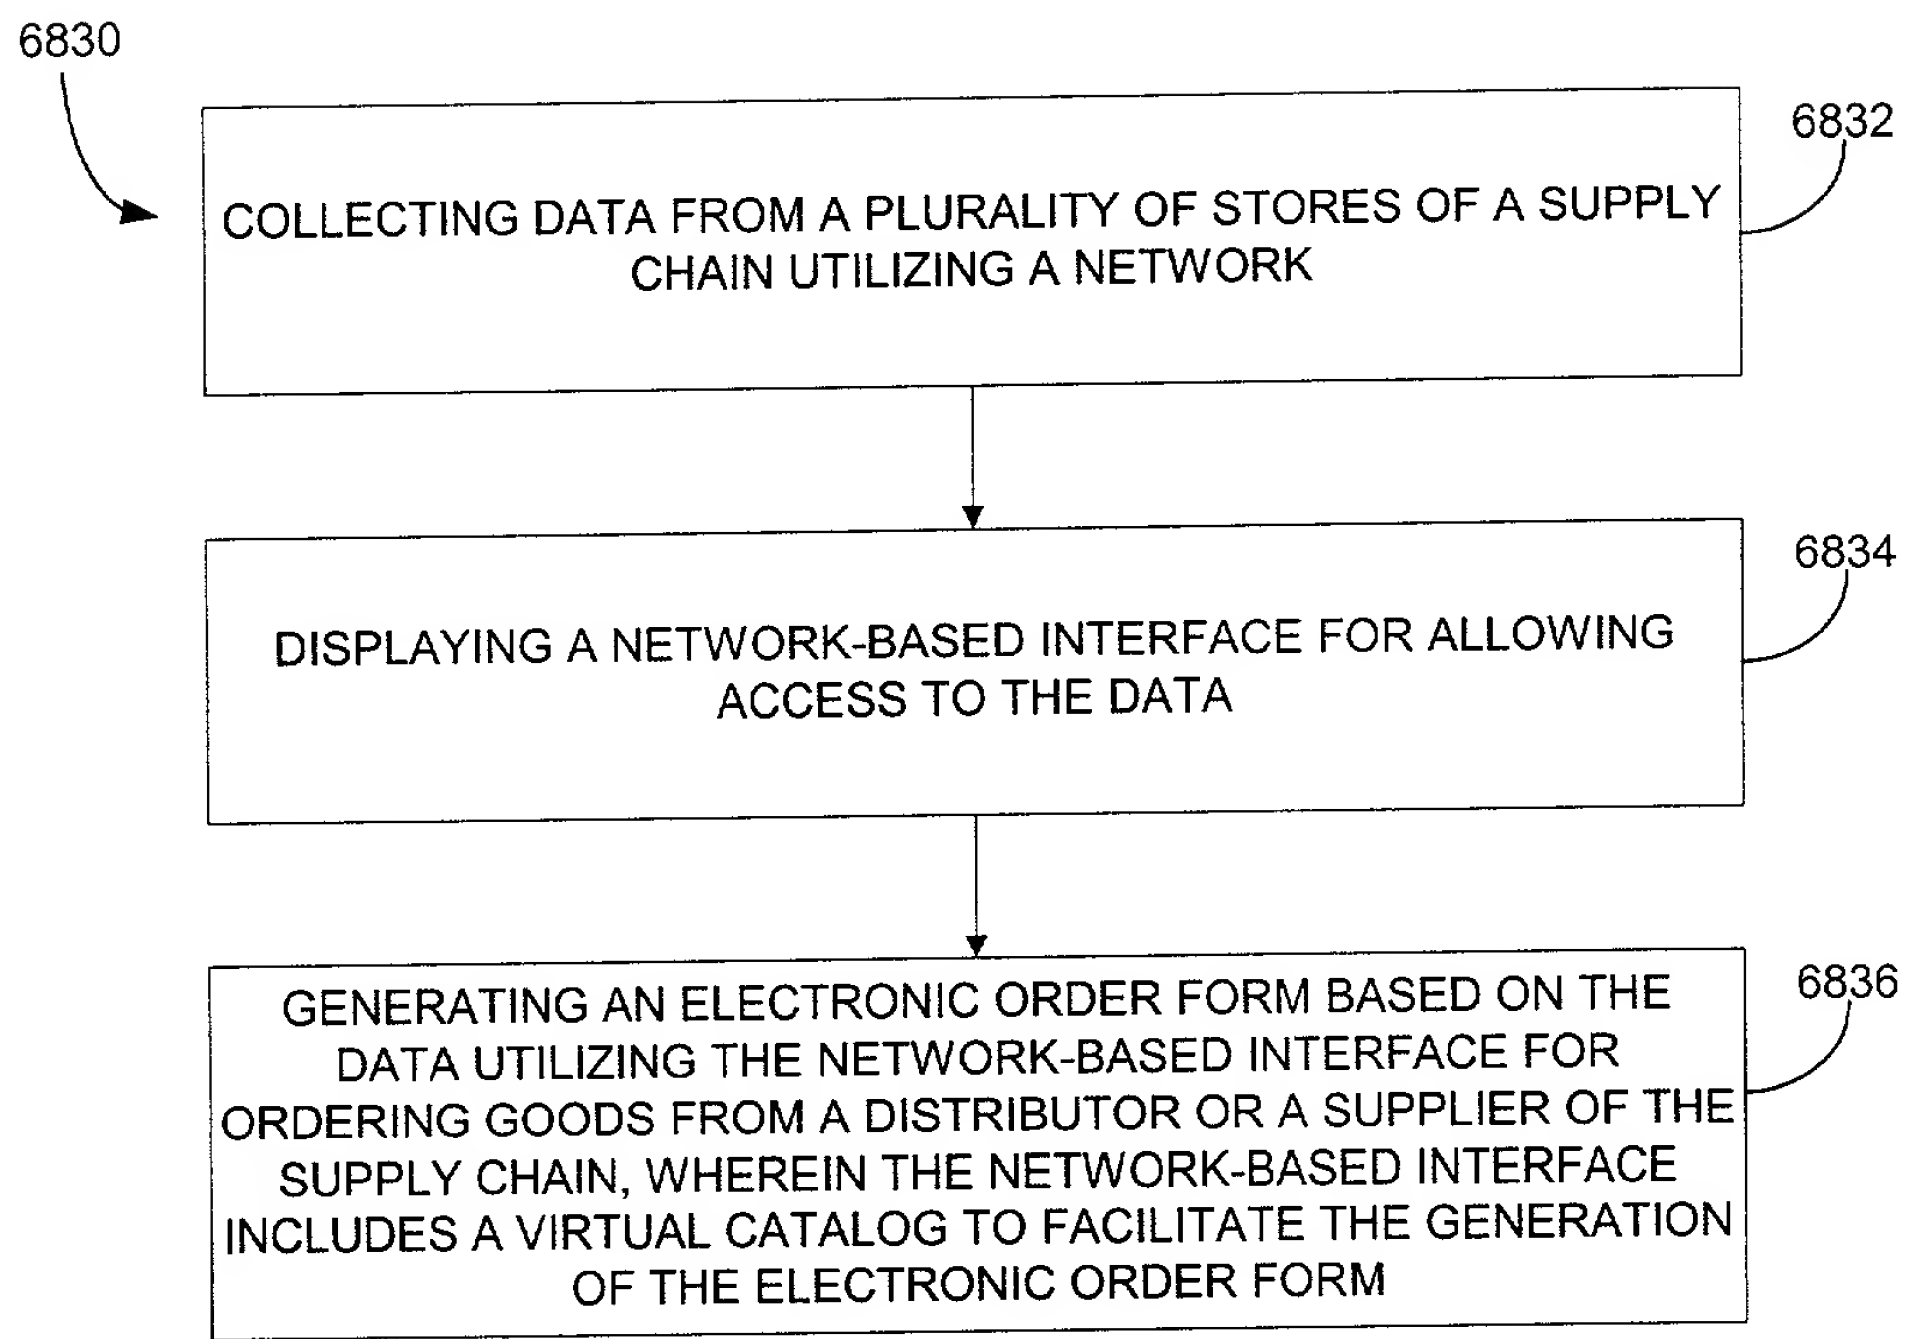 6830
6832
COLLECTING DATA FROM A PLURALITY OF STORES OF A SUPPLY
CHAIN UTILIZING A NETWORK
6834
DISPLAYING A NETWORK-BASED INTERFACE FOR ALLOWING
ACCESS TO THE DATA
6836
GENERATING AN ELECTRONIC ORDER FORM BASED ON THE
DATA UTILIZING THE NETWORK-BASED INTERFACE FOR
ORDERING GOODS FROM A DISTRIBUTOR OR A SUPPLIER OF THE
SUPPLY CHAIN, WHEREIN THE NETWORK-BASED INTERFACE
INCLUDES A VIRTUAL CATALOG TO FACILITATE THE GENERATION
OF THE ELECTRONIC ORDER FORM